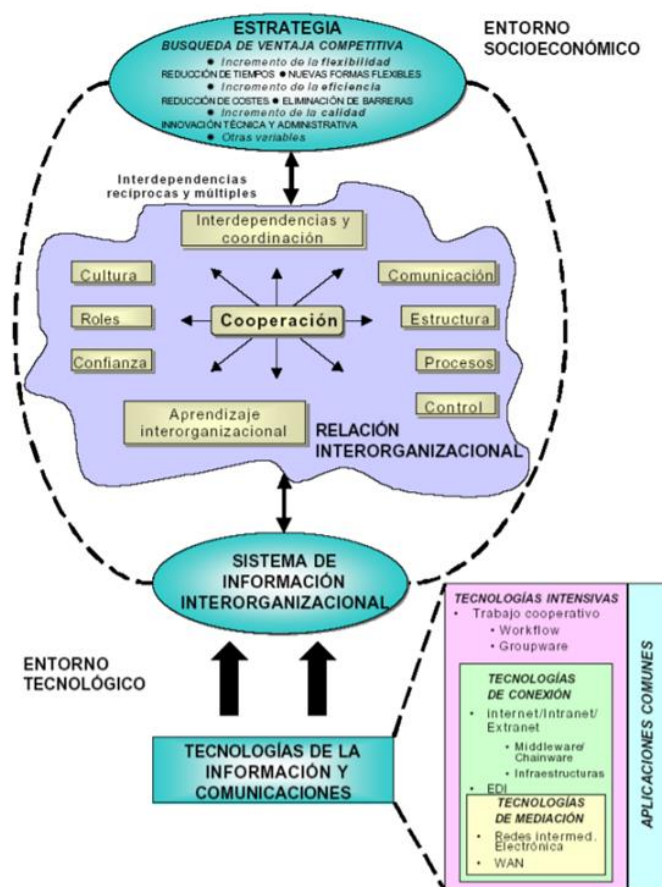 ESTRATEGIA
BUSQUEDA DE VENTAJA COMPETITIVA
● Incremento de la flexibilidad
REDUCCIÓN DE TIEMPOS ● NUEVAS FORMAS FLEXIBLES
● Incremento de la eficiencia
REDUCCIÓN DE COSTES ● ELIMINACIÓN DE BARRERAS
● Incremento de la calidad
INNOVACIÓN TÉCNICA Y ADMINISTRATIVA
● Otras variables
ENTORNO
SOCIOECONÓMICO
Interdependencias
recíprocas y múltiples
Interdependencias y
coordinación
Cultura
Roles
Confianza
Cooperación
Comunicación
Estructura
Procesos
Control
Aprendizaje
interorganizacional
RELACIÓN
INTERORGANIZACIONAL
SISTEMA DE
INFORMACIÓN
INTERORGANIZACIONAL
ENTORNO
TECNOLÓGICO
TECNOLOGÍAS DE LA
INFORMACIÓN Y
COMUNICACIONES
TECNOLOGÍAS INTENSIVAS
• Trabajo cooperativo
• Workflow
• Groupware
TECNOLOGÍAS
DE CONEXIÓN
• Internet/Intranet/
Extranet
• Middleware/
Chainware
• Infraestructuras
• EDI
TECNOLOGÍAS
DE MEDIACIÓN
• Redes intermed.
Electrónica
• WAN
APLICACIONES COMUNES